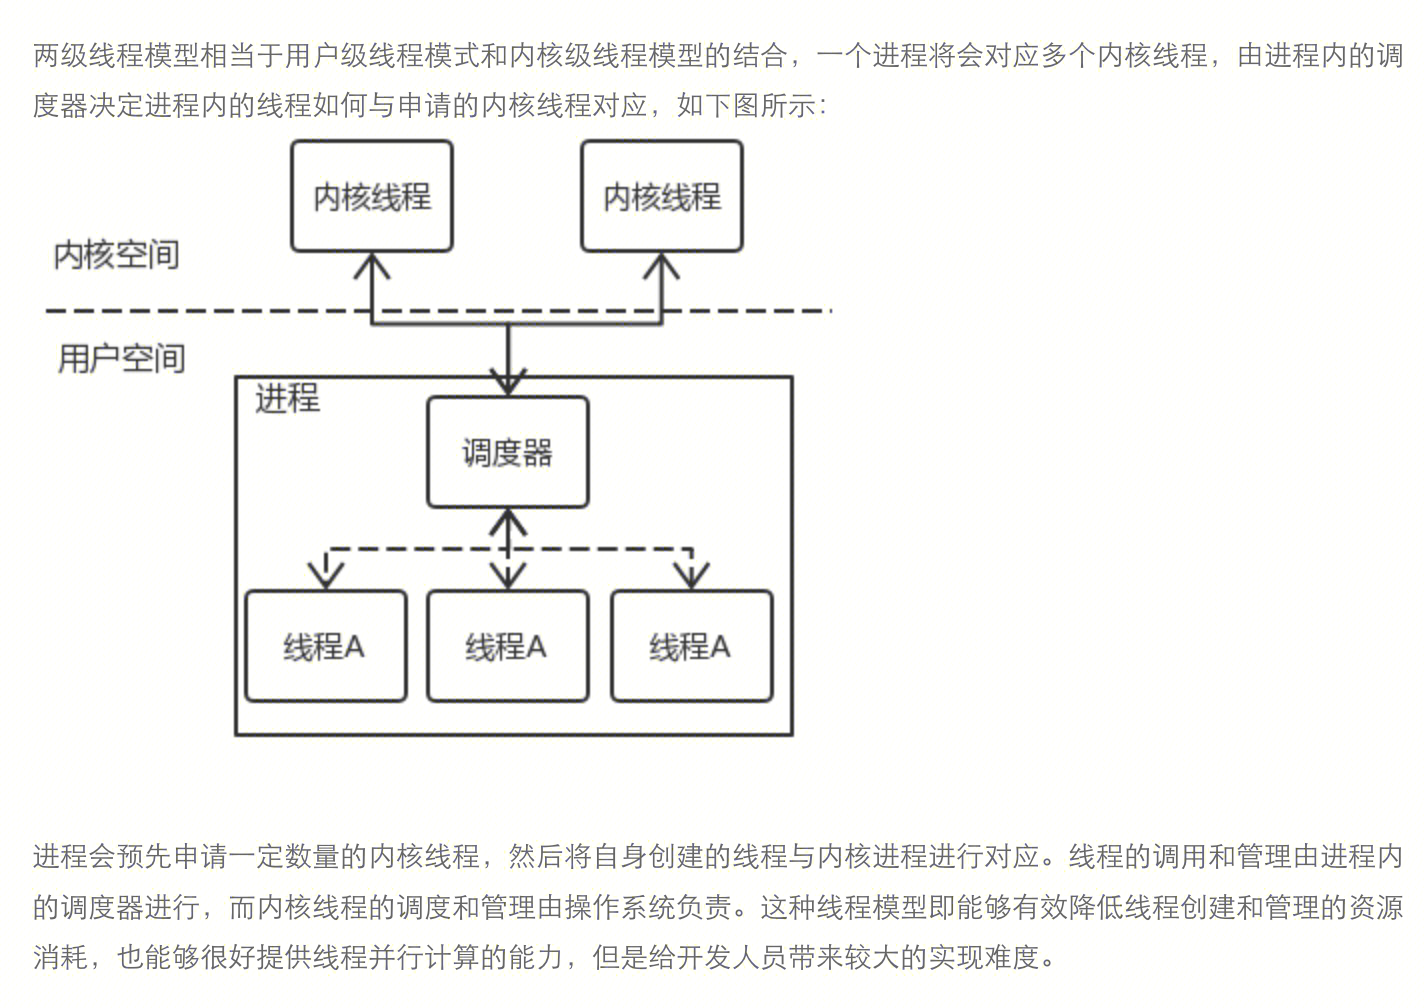 两级线程模型相当于用户级线程模式和内核级线程模型的结合，一个进程将会对应多个内核线程，由进程内的调
度器决定进程内的线程如何与申请的内核线程对应，如下图所示：
内核线程
内核线程
内核空间
用户空间
进程
调度器
线程A
线程A
线程A
进程会预先申请一定数量的内核线程，然后将自身创建的线程与内核进程进行对应。线程的调用和管理由进程内
的调度器进行，而内核线程的调度和管理由操作系统负责。这种线程模型即能够有效降低线程创建和管理的资源
消耗，也能够很好提供线程并行计算的能力，但是给开发人员带来较大的实现难度。